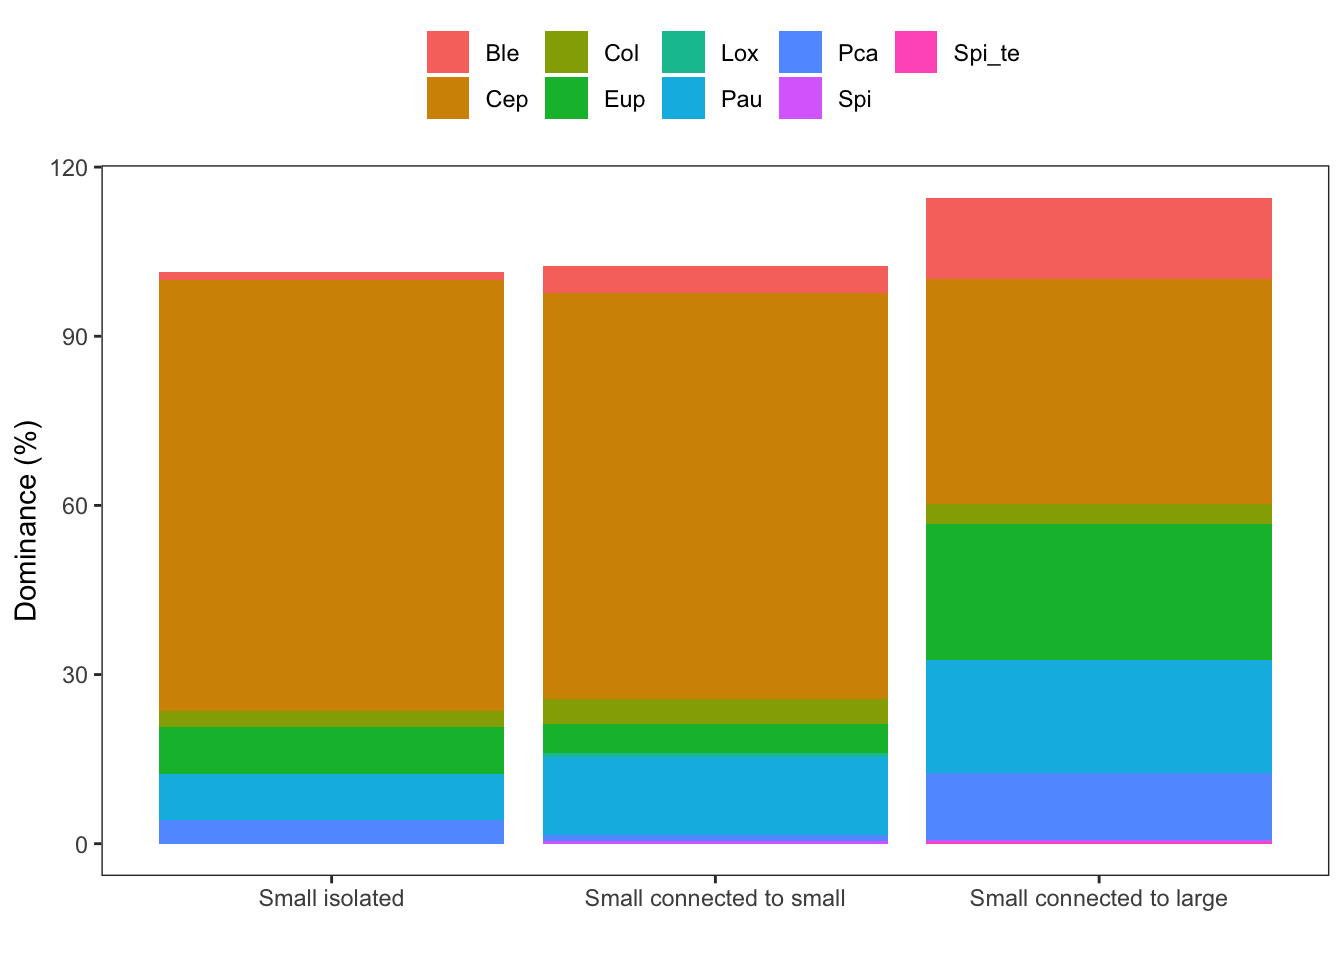 Ble Col Lox Pca Spi_te
Cep Eup Pau Spi
120
90
60
30
0
Dominance (%)
Small isolated Small connected to small Small connected to large